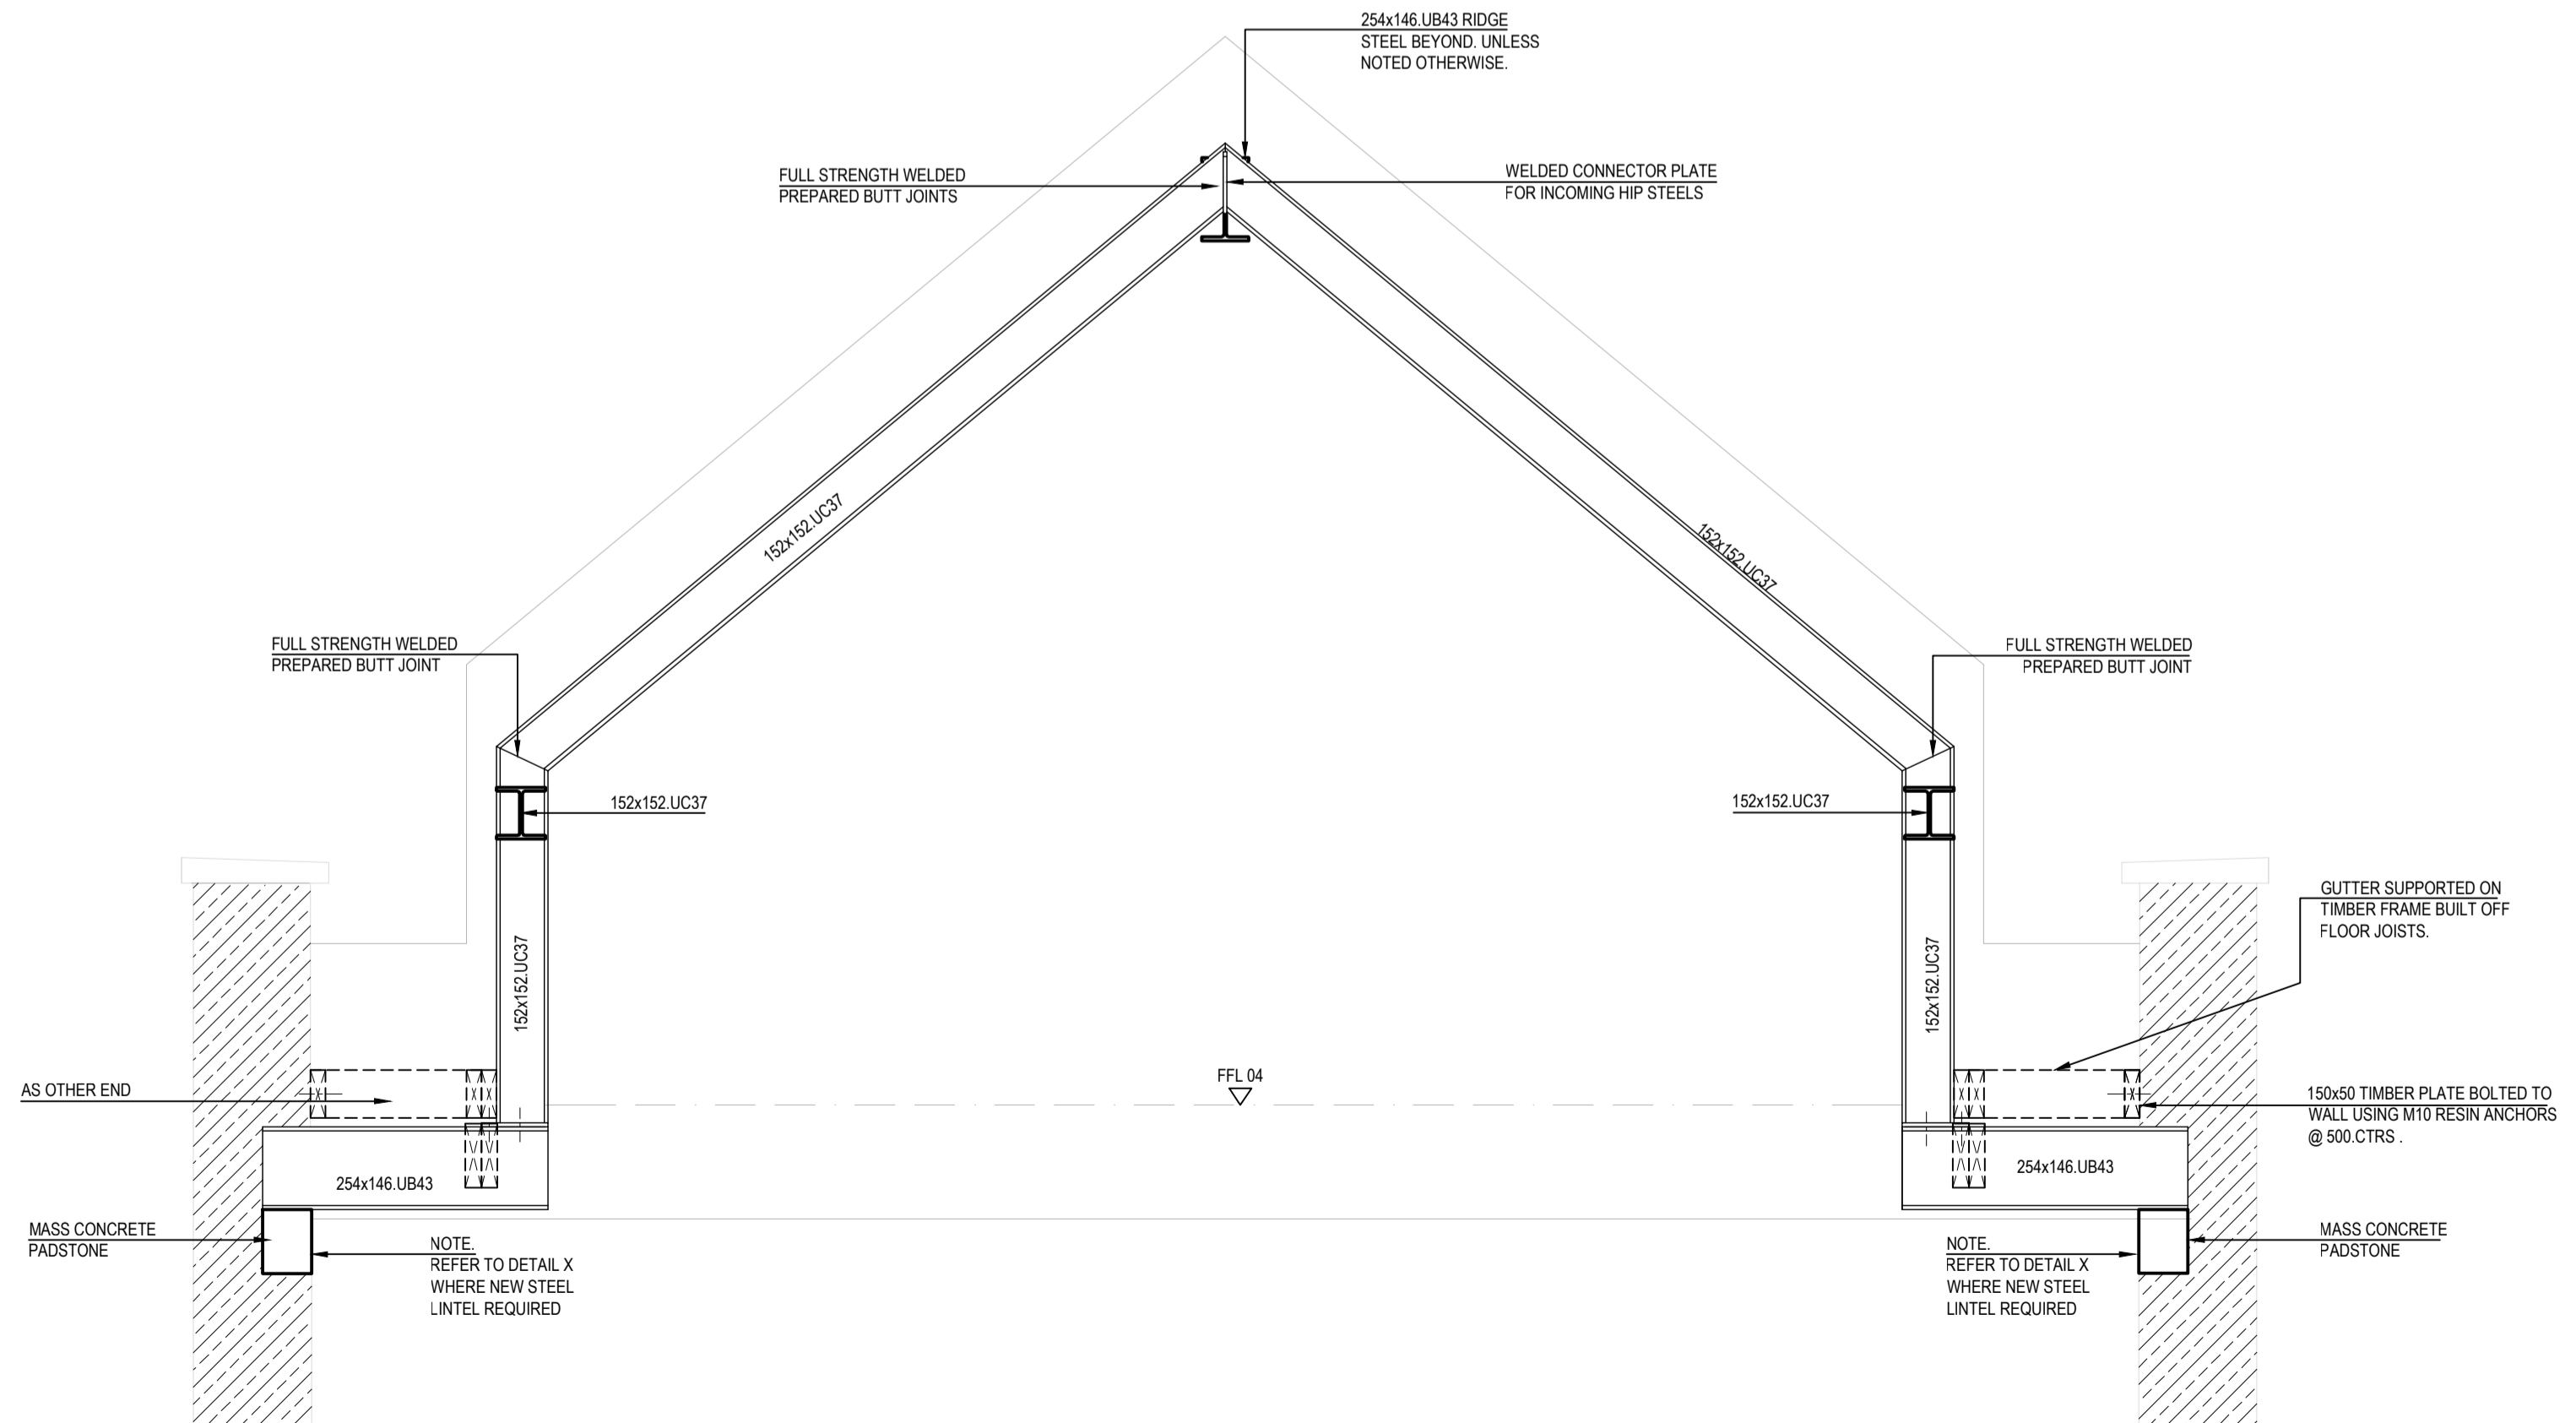 254x146.UB43 RIDGE
STEEL BEYOND. UNLESS
NOTED OTHERWISE.
FULL STRENGTH WELDED
PREPARED BUTT JOINTS
WELDED CONNECTOR PLATE
FOR INCOMING HIP STEELS
152x152.UC37
152x152.UC37
FULL STRENGTH WELDED
PREPARED BUTT JOINT
FULL STRENGTH WELDED
PREPARED BUTT JOINT
152x152.UC37
152x152.UC37
GUTTER SUPPORTED ON
TIMBER FRAME BUILT OFF
FLOOR JOISTS.
152x152.UC37
152x152.UC37
FFL 04
AS OTHER END
150x50 TIMBER PLATE BOLTED TO
WALL USING M10 RESIN ANCHORS
@ 500.CTRS .
254x146.UB43
254x146.UB43
MASS CONCRETE
PADSTONE
NOTE.
REFER TO DETAIL X
WHERE NEW STEEL
LINTEL REQUIRED
NOTE.
REFER TO DETAIL X
WHERE NEW STEEL
LINTEL REQUIRED
MASS CONCRETE
PADSTONE